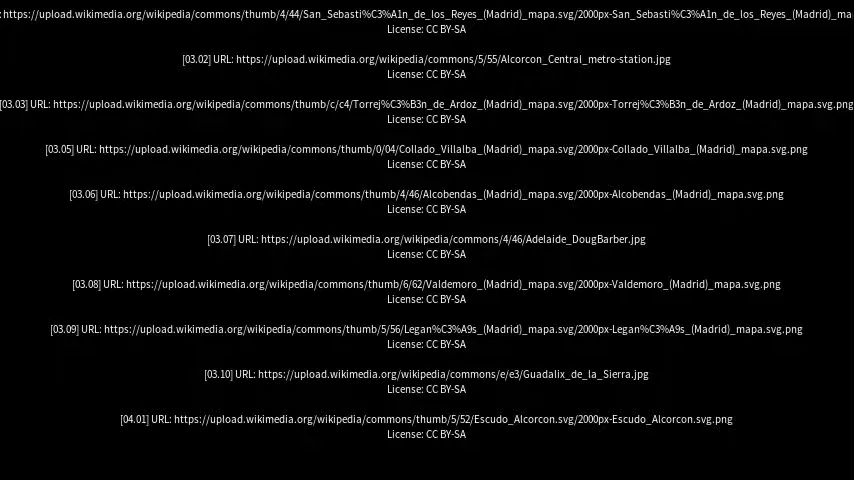 : https://upload.wikimedia.org/wikipedia/commons/thumb/4/44/San_Sebasti%C3%A1n_de_los_Reyes_(Madrid)_mapa.svg/2000px-San_Sebasti%C3%A1n_de_los_Reyes_(Madrid)_ma
License: CC BY-SA
[03.02] URL: https://upload.wikimedia.org/wikipedia/commons/5/55/Alcorcon_Central_metro-station.jpg
License: CC BY-SA
[03.03] URL: https://upload.wikimedia.org/wikipedia/commons/thumb/c/c4/Torrej%C3%B3n_de_Ardoz_(Madrid)_mapa.svg/2000px-Torrej%C3%B3n_de_Ardoz_(Madrid)_mapa.svg.png
License: CC BY-SA
[03.05] URL: https://upload.wikimedia.org/wikipedia/commons/thumb/0/04/Collado_Villalba_(Madrid)_mapa.svg/2000px-Collado_Villalba_(Madrid)_mapa.svg.png
License: CC BY-SA
[03.06] URL: https://upload.wikimedia.org/wikipedia/commons/thumb/4/46/Alcobendas_(Madrid)_mapa.svg/2000px-Alcobendas_(Madrid)_mapa.svg.png
License: CC BY-SA
[03.07] URL: https://upload.wikimedia.org/wikipedia/commons/4/46/Adelaide_DougBarber.jpg
License: CC BY-SA
[03.08] URL: https://upload.wikimedia.org/wikipedia/commons/thumb/6/62/Valdemoro_(Madrid)_mapa.svg/2000px-Valdemoro_(Madrid)_mapa.svg.png
License: CC BY-SA
[03.09] URL: https://upload.wikimedia.org/wikipedia/commons/thumb/5/56/Legan%C3%A9s_(Madrid)_mapa.svg/2000px-Legan%C3%A9s_(Madrid)_mapa.svg.png
License: CC BY-SA
[03.10] URL: https://upload.wikimedia.org/wikipedia/commons/e/e3/Guadalix_de_la_Sierra.jpg
License: CC BY-SA
[04.01] URL: https://upload.wikimedia.org/wikipedia/commons/thumb/5/52/Escudo_Alcorcon.svg/2000px-Escudo_Alcorcon.svg.png
License: CC BY-SA